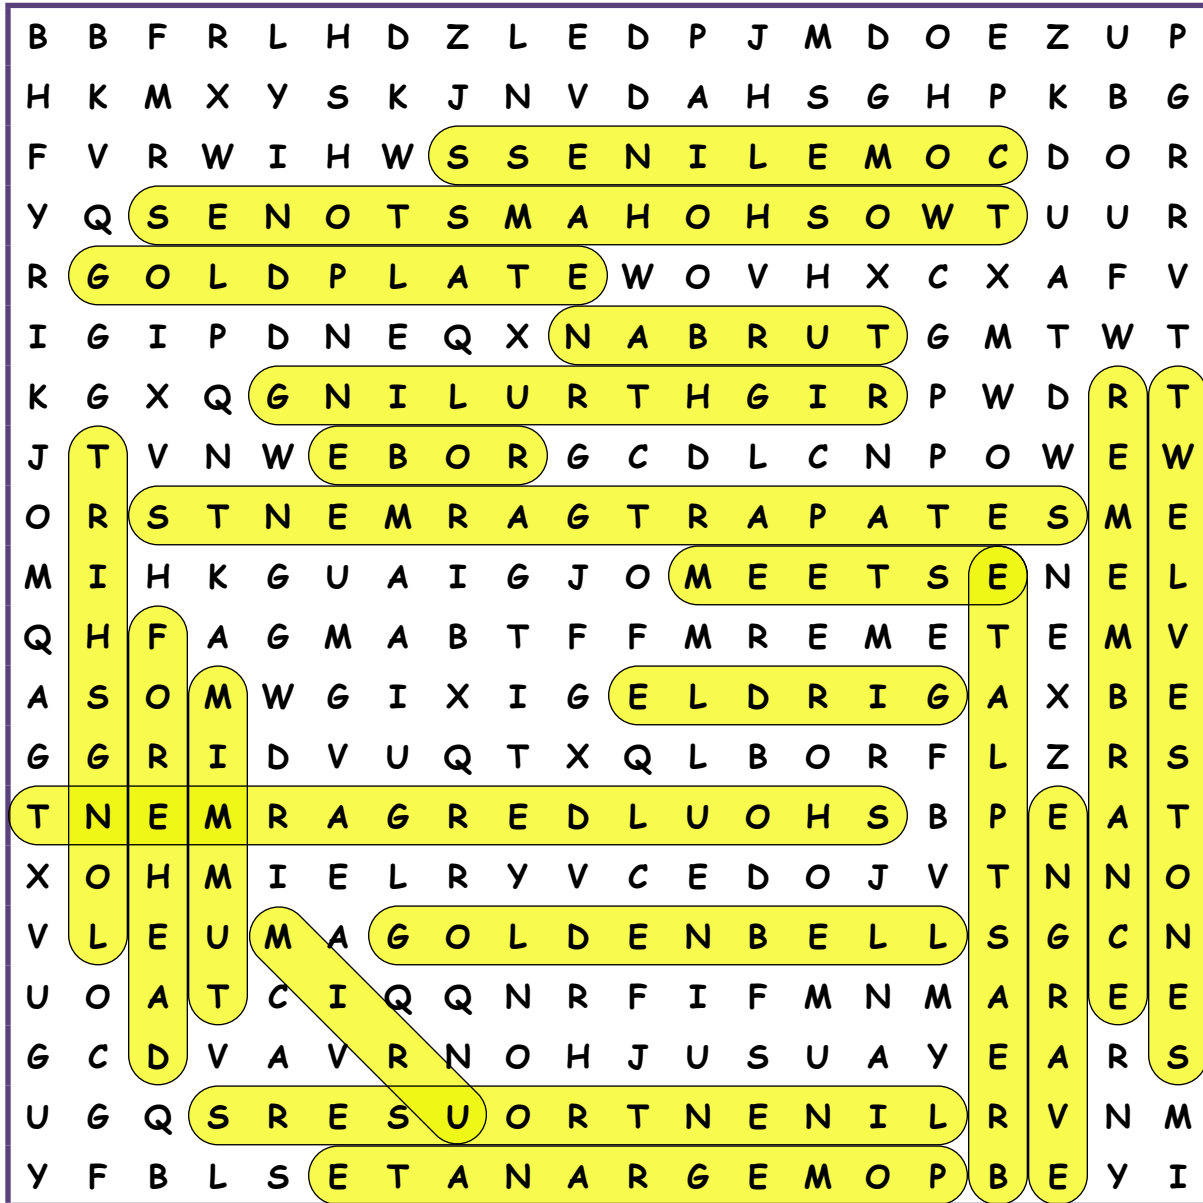 B B F R L H D Z L E D P J M D O E Z U P
H K M X Y S K J N V D A H S G H P K B G
F V R W I H W S S E N I L E M O C D O R
Y Q S E N O T S M A H O H S O W T U U R
R G O L D P L A T E W O V H X C X A F V
I G I P D N E Q X N A B R U T G M T W T
K G X Q G N I L U R T H G I R P W D R T
J T V N W E B O R G C D L C N P O W E W
O R S T N E M R A G T R A P A T E S M E
M I H K G U A I G J O M E E T S E N E L
Q H F A G M A B T F F M R E M E T E M V
A S O M W G I X I G E L D R I G A X B E
G G R I D V U Q T X Q L B O R F L Z R S
T N E M R A G R E D L U O H S B P E A T
X O H M I E L R Y V C E D O J V T N N O
V L E U M A G O L D E N B E L L S G C N
U O A T C I Q Q N R F I F M N M A R E E
G C D V A V R N O H J U S U A Y E A R S
U G Q S R E S U O R T N E N I L R V N M
Y F B L S E T A N A R G E M O P B E Y I